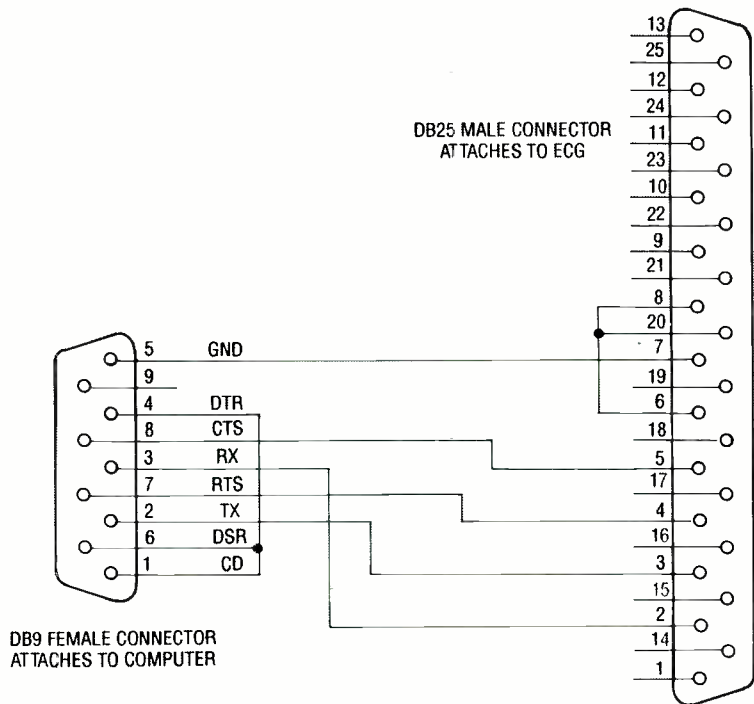 13
25
12
24
DB25 MALE CONNECTOR
ATTACHES TO ECG
11
23
10
22
9
21
8
20
7
19
6
18
5
17
4
16
3
15
2
14
1
5 GND
9
4 DTR
8 CTS
3 RX
7 RTS
2 TX
6 DSR
1 CD
DB9 FEMALE CONNECTOR
ATTACHES TO COMPUTER